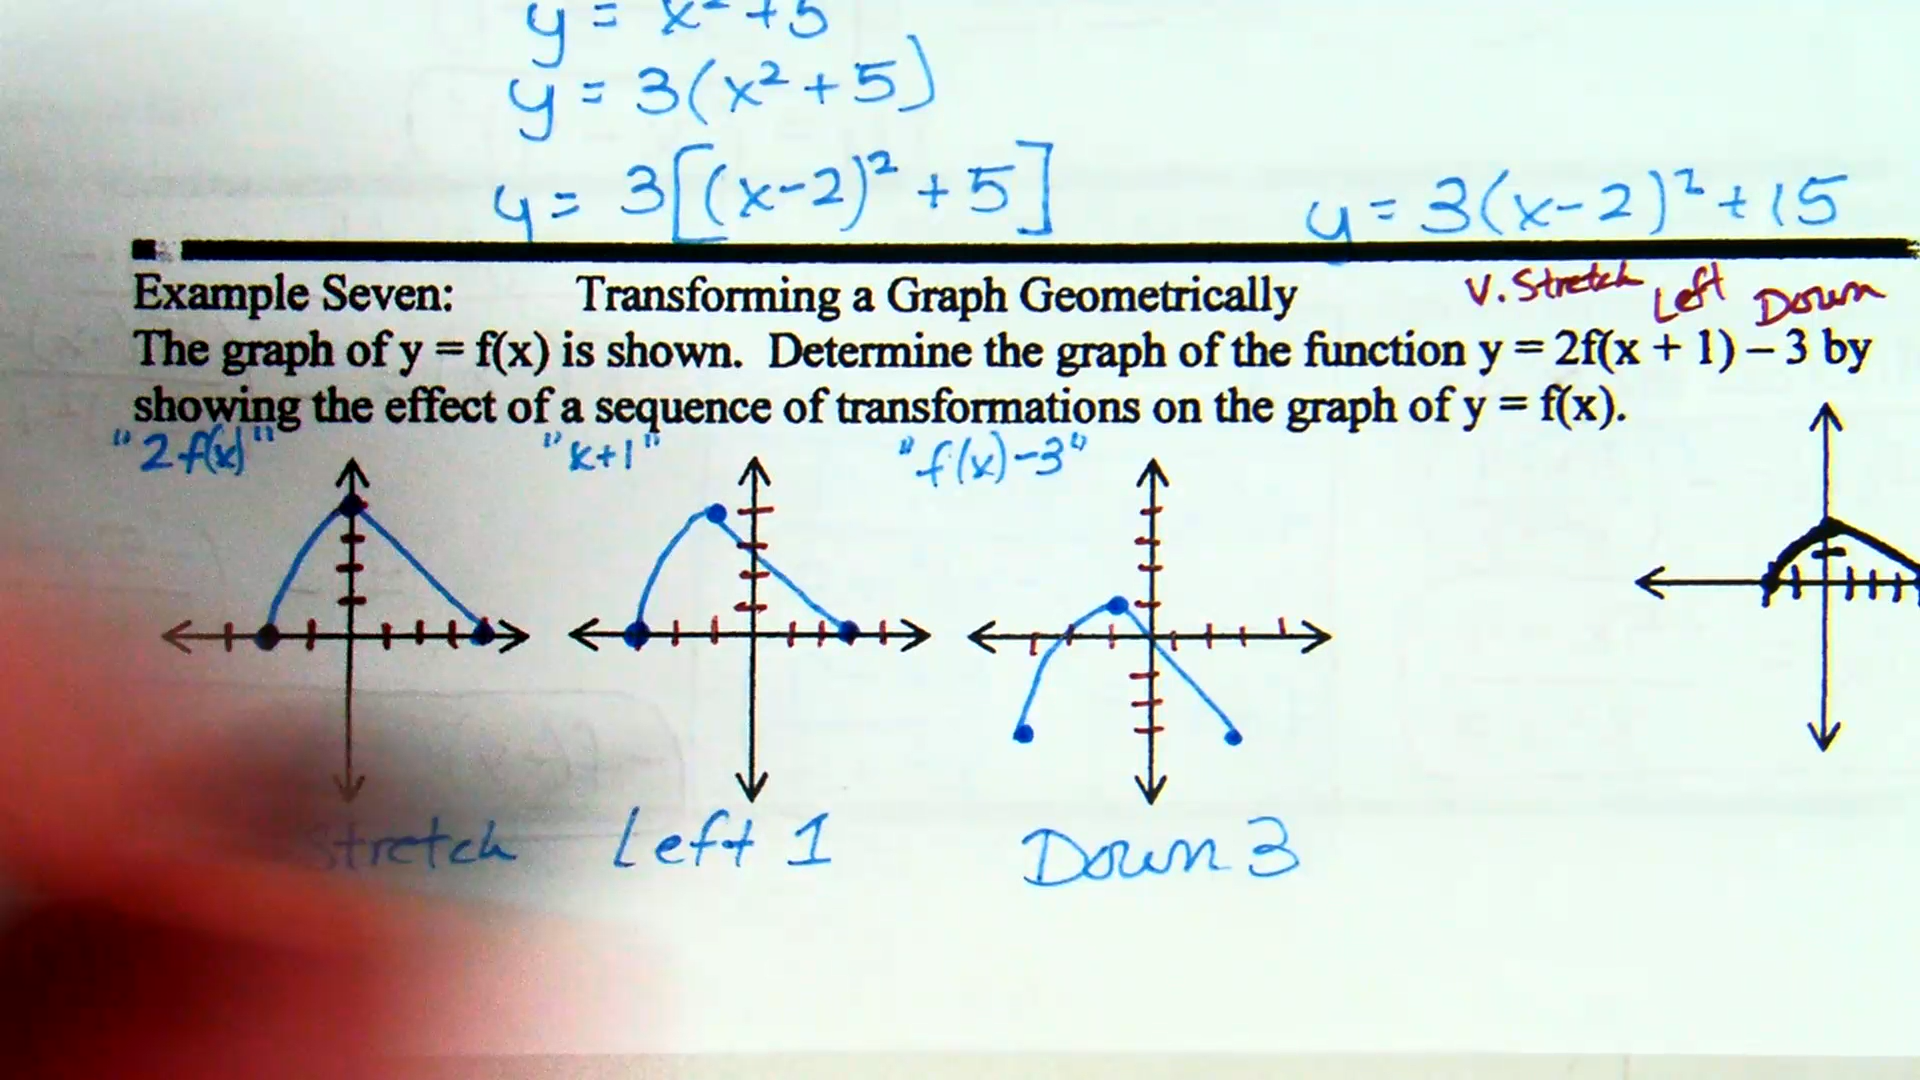 y = x² + 5
y = 3(x² + 5)
y = 3[(x-2)² + 5]
y = 3(x-2)² + 15
Example Seven: Transforming a Graph Geometrically
V. Stretch Left Down
The graph of y = f(x) is shown. Determine the graph of the function y = 2f(x + 1) – 3 by
showing the effect of a sequence of transformations on the graph of y = f(x).
"2f(x)" "x+1" "f(x)-3"
Stretch Left 1 Down 3